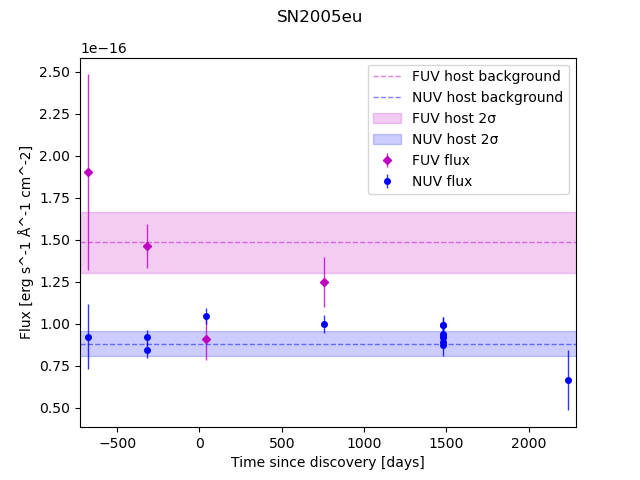 SN2005eu
1e−16
2.50
2.25
2.00
1.75
1.50
1.25
1.00
0.75
0.50
Flux [erg s^-1 Å^-1 cm^-2]
FUV host background
NUV host background
FUV host 2σ
NUV host 2σ
FUV flux
NUV flux
−500 0 500 1000 1500 2000
Time since discovery [days]